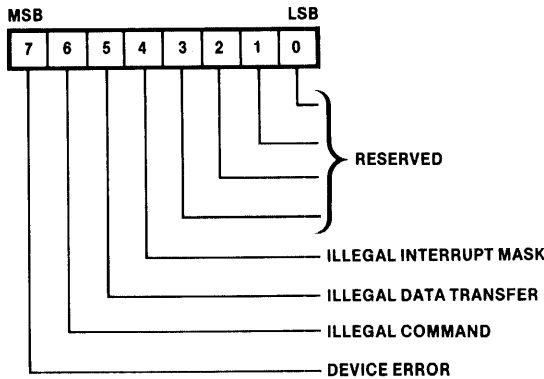 MSB LSB
7 6 5 4 3 2 1 0
RESERVED
ILLEGAL INTERRUPT MASK
ILLEGAL DATA TRANSFER
ILLEGAL COMMAND
DEVICE ERROR